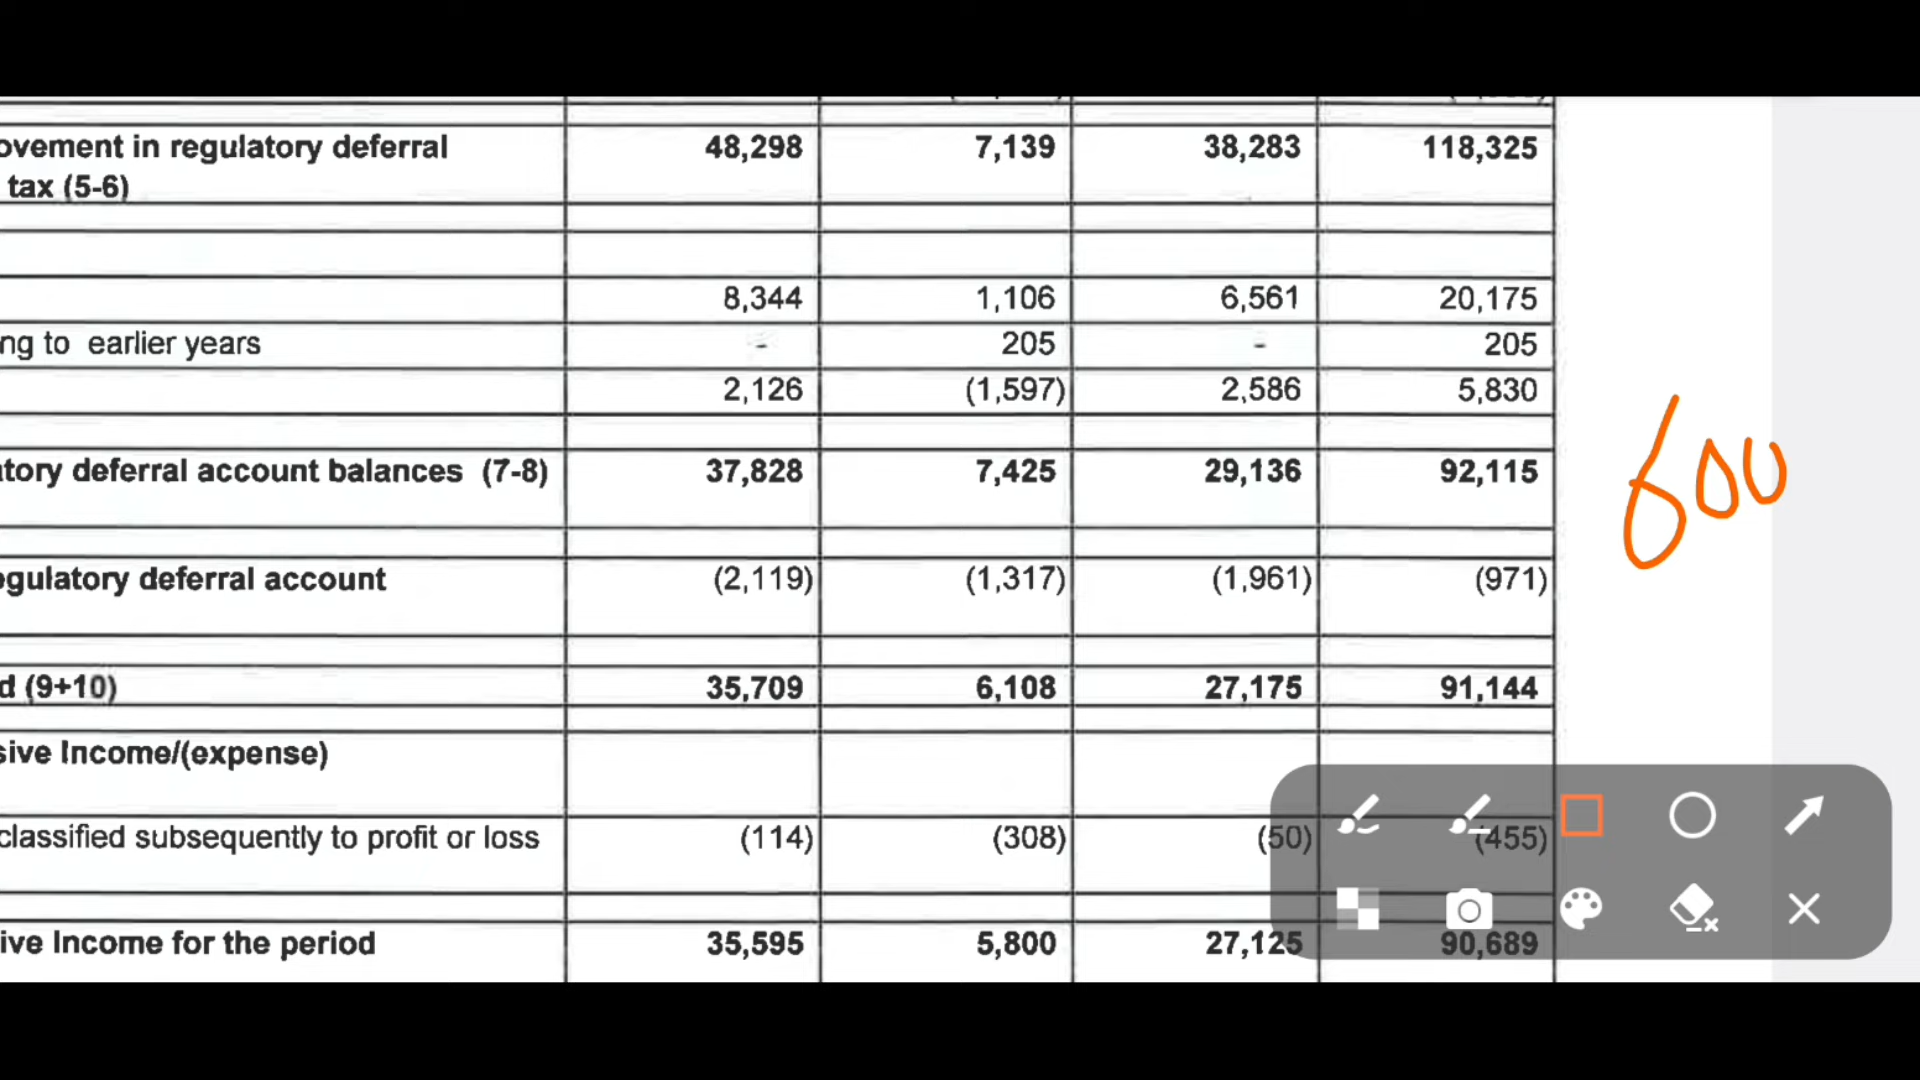 ovement in regulatory deferral 48,298 7,139 38,283 118,325
tax (5-6)
8,344 1,106 6,561 20,175
ng to earlier years - 205 - 205
2,126 (1,597) 2,586 5,830
tory deferral account balances (7-8) 37,828 7,425 29,136 92,115
600
egulatory deferral account (2,119) (1,317) (1,961) (971)
d (9+10) 35,709 6,108 27,175 91,144
sive Income/(expense)
classified subsequently to profit or loss (114) (308) (50) (455)
ive Income for the period 35,595 5,800 27,125 90,689